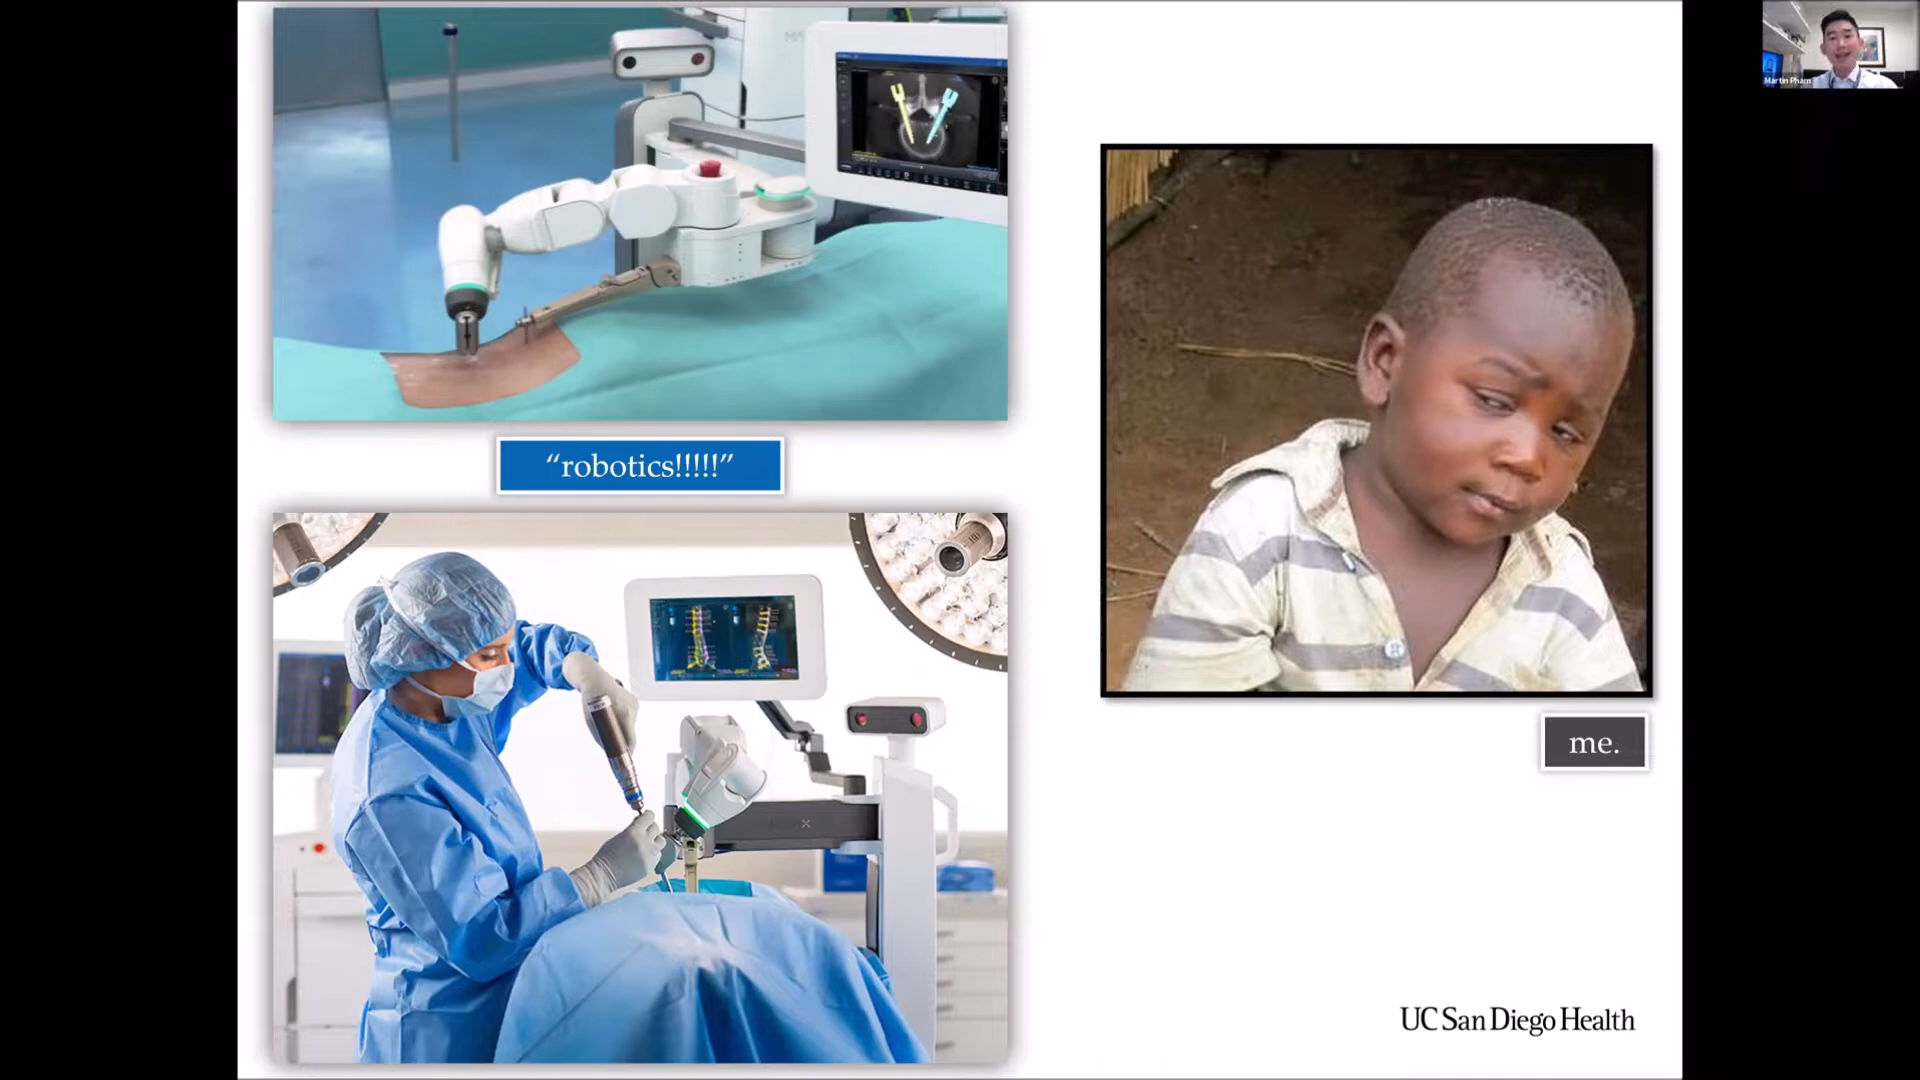 “robotics!!!!!”
me.
UC San Diego Health
Martin Pham